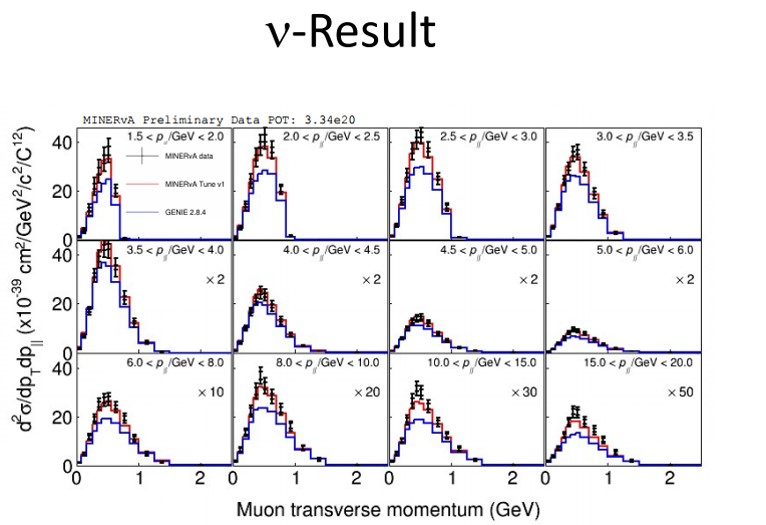 ν-Result
MINERvA Preliminary Data POT: 3.34e20
d²σ/dp_T dp_|| (x10⁻³⁹ cm²/GeV²/c²/C¹²)
1.5 < p_///GeV < 2.0
MINERvA data
MINERvA Tune v1
GENIE 2.8.4
2.0 < p_///GeV < 2.5
2.5 < p_///GeV < 3.0
3.0 < p_///GeV < 3.5
40
20
0
3.5 < p_///GeV < 4.0
× 2
4.0 < p_///GeV < 4.5
× 2
4.5 < p_///GeV < 5.0
× 2
5.0 < p_///GeV < 6.0
× 2
40
20
0
6.0 < p_///GeV < 8.0
× 10
8.0 < p_///GeV < 10.0
× 20
10.0 < p_///GeV < 15.0
× 30
15.0 < p_///GeV < 20.0
× 50
40
20
0
0 1 2 0 1 2 0 1 2 0 1 2
Muon transverse momentum (GeV)